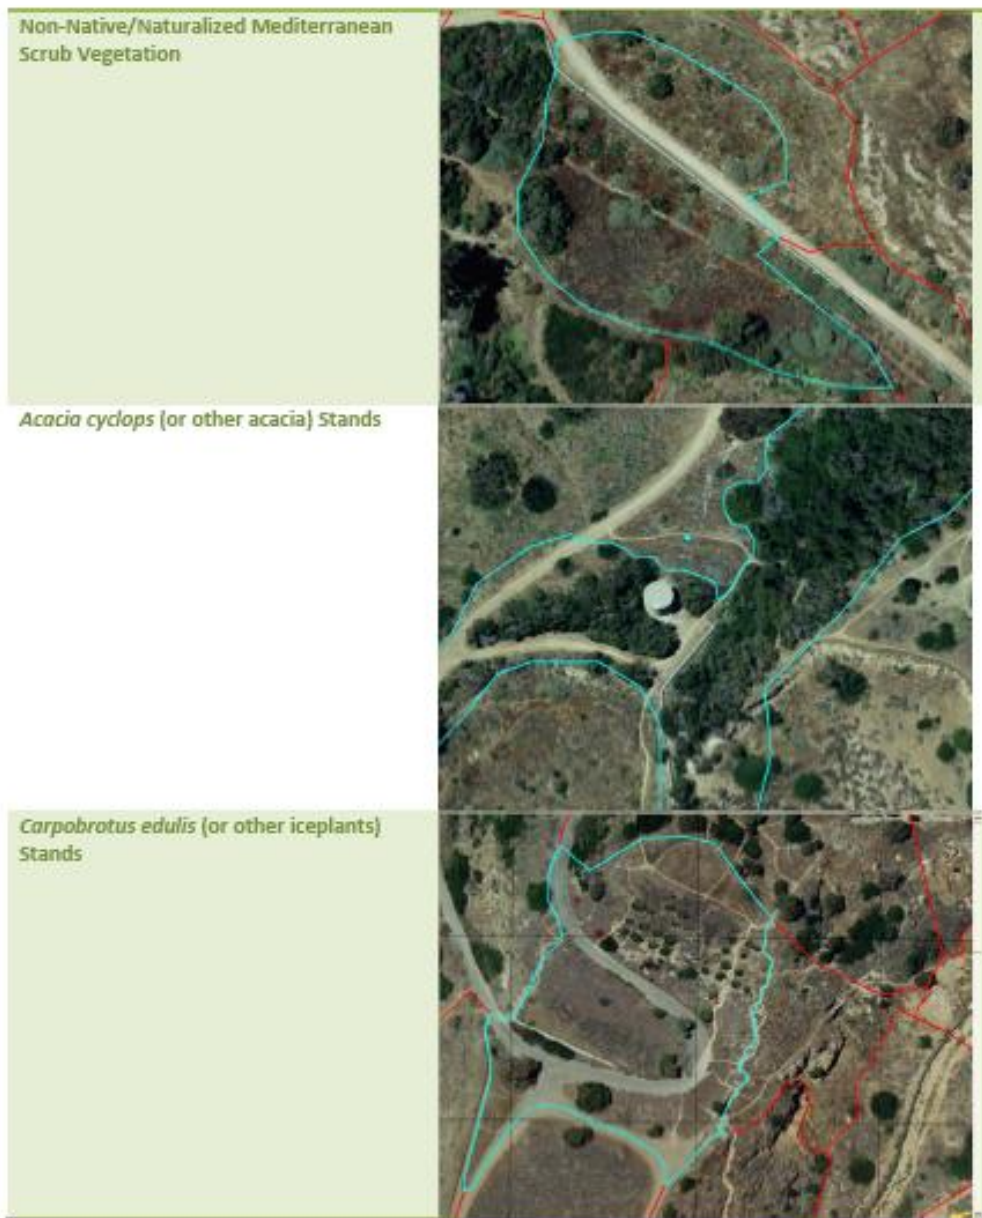 Non-Native/Naturalized Mediterranean
Scrub Vegetation
Acacia cyclops (or other acacia) Stands
Carpobrotus edulis (or other iceplants)
Stands